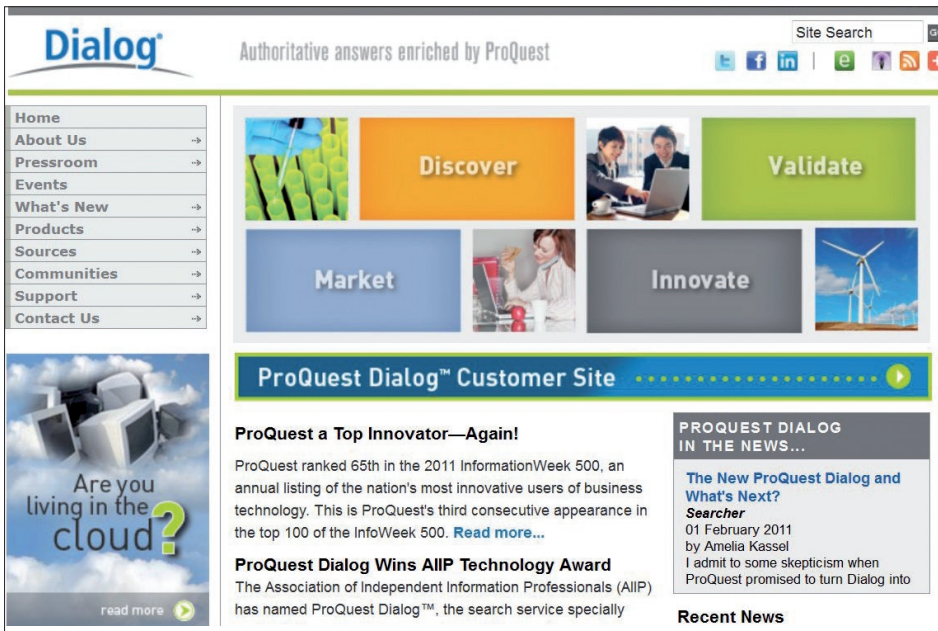 Dialog®
Authoritative answers enriched by ProQuest
Site Search
Home
About Us
Pressroom
Events
What's New
Products
Sources
Communities
Support
Contact Us
Discover
Validate
Market
Innovate
ProQuest Dialog™ Customer Site
Are you
living in the
cloud?
read more
ProQuest a Top Innovator—Again!
ProQuest ranked 65th in the 2011 InformationWeek 500, an
annual listing of the nation's most innovative users of business
technology. This is ProQuest's third consecutive appearance in
the top 100 of the InfoWeek 500. Read more...
ProQuest Dialog Wins AIIP Technology Award
The Association of Independent Information Professionals (AIIP)
has named ProQuest Dialog™, the search service specially
PROQUEST DIALOG
IN THE NEWS...
The New ProQuest Dialog and
What's Next?
Searcher
01 February 2011
by Amelia Kassel
I admit to some skepticism when
ProQuest promised to turn Dialog into
Recent News